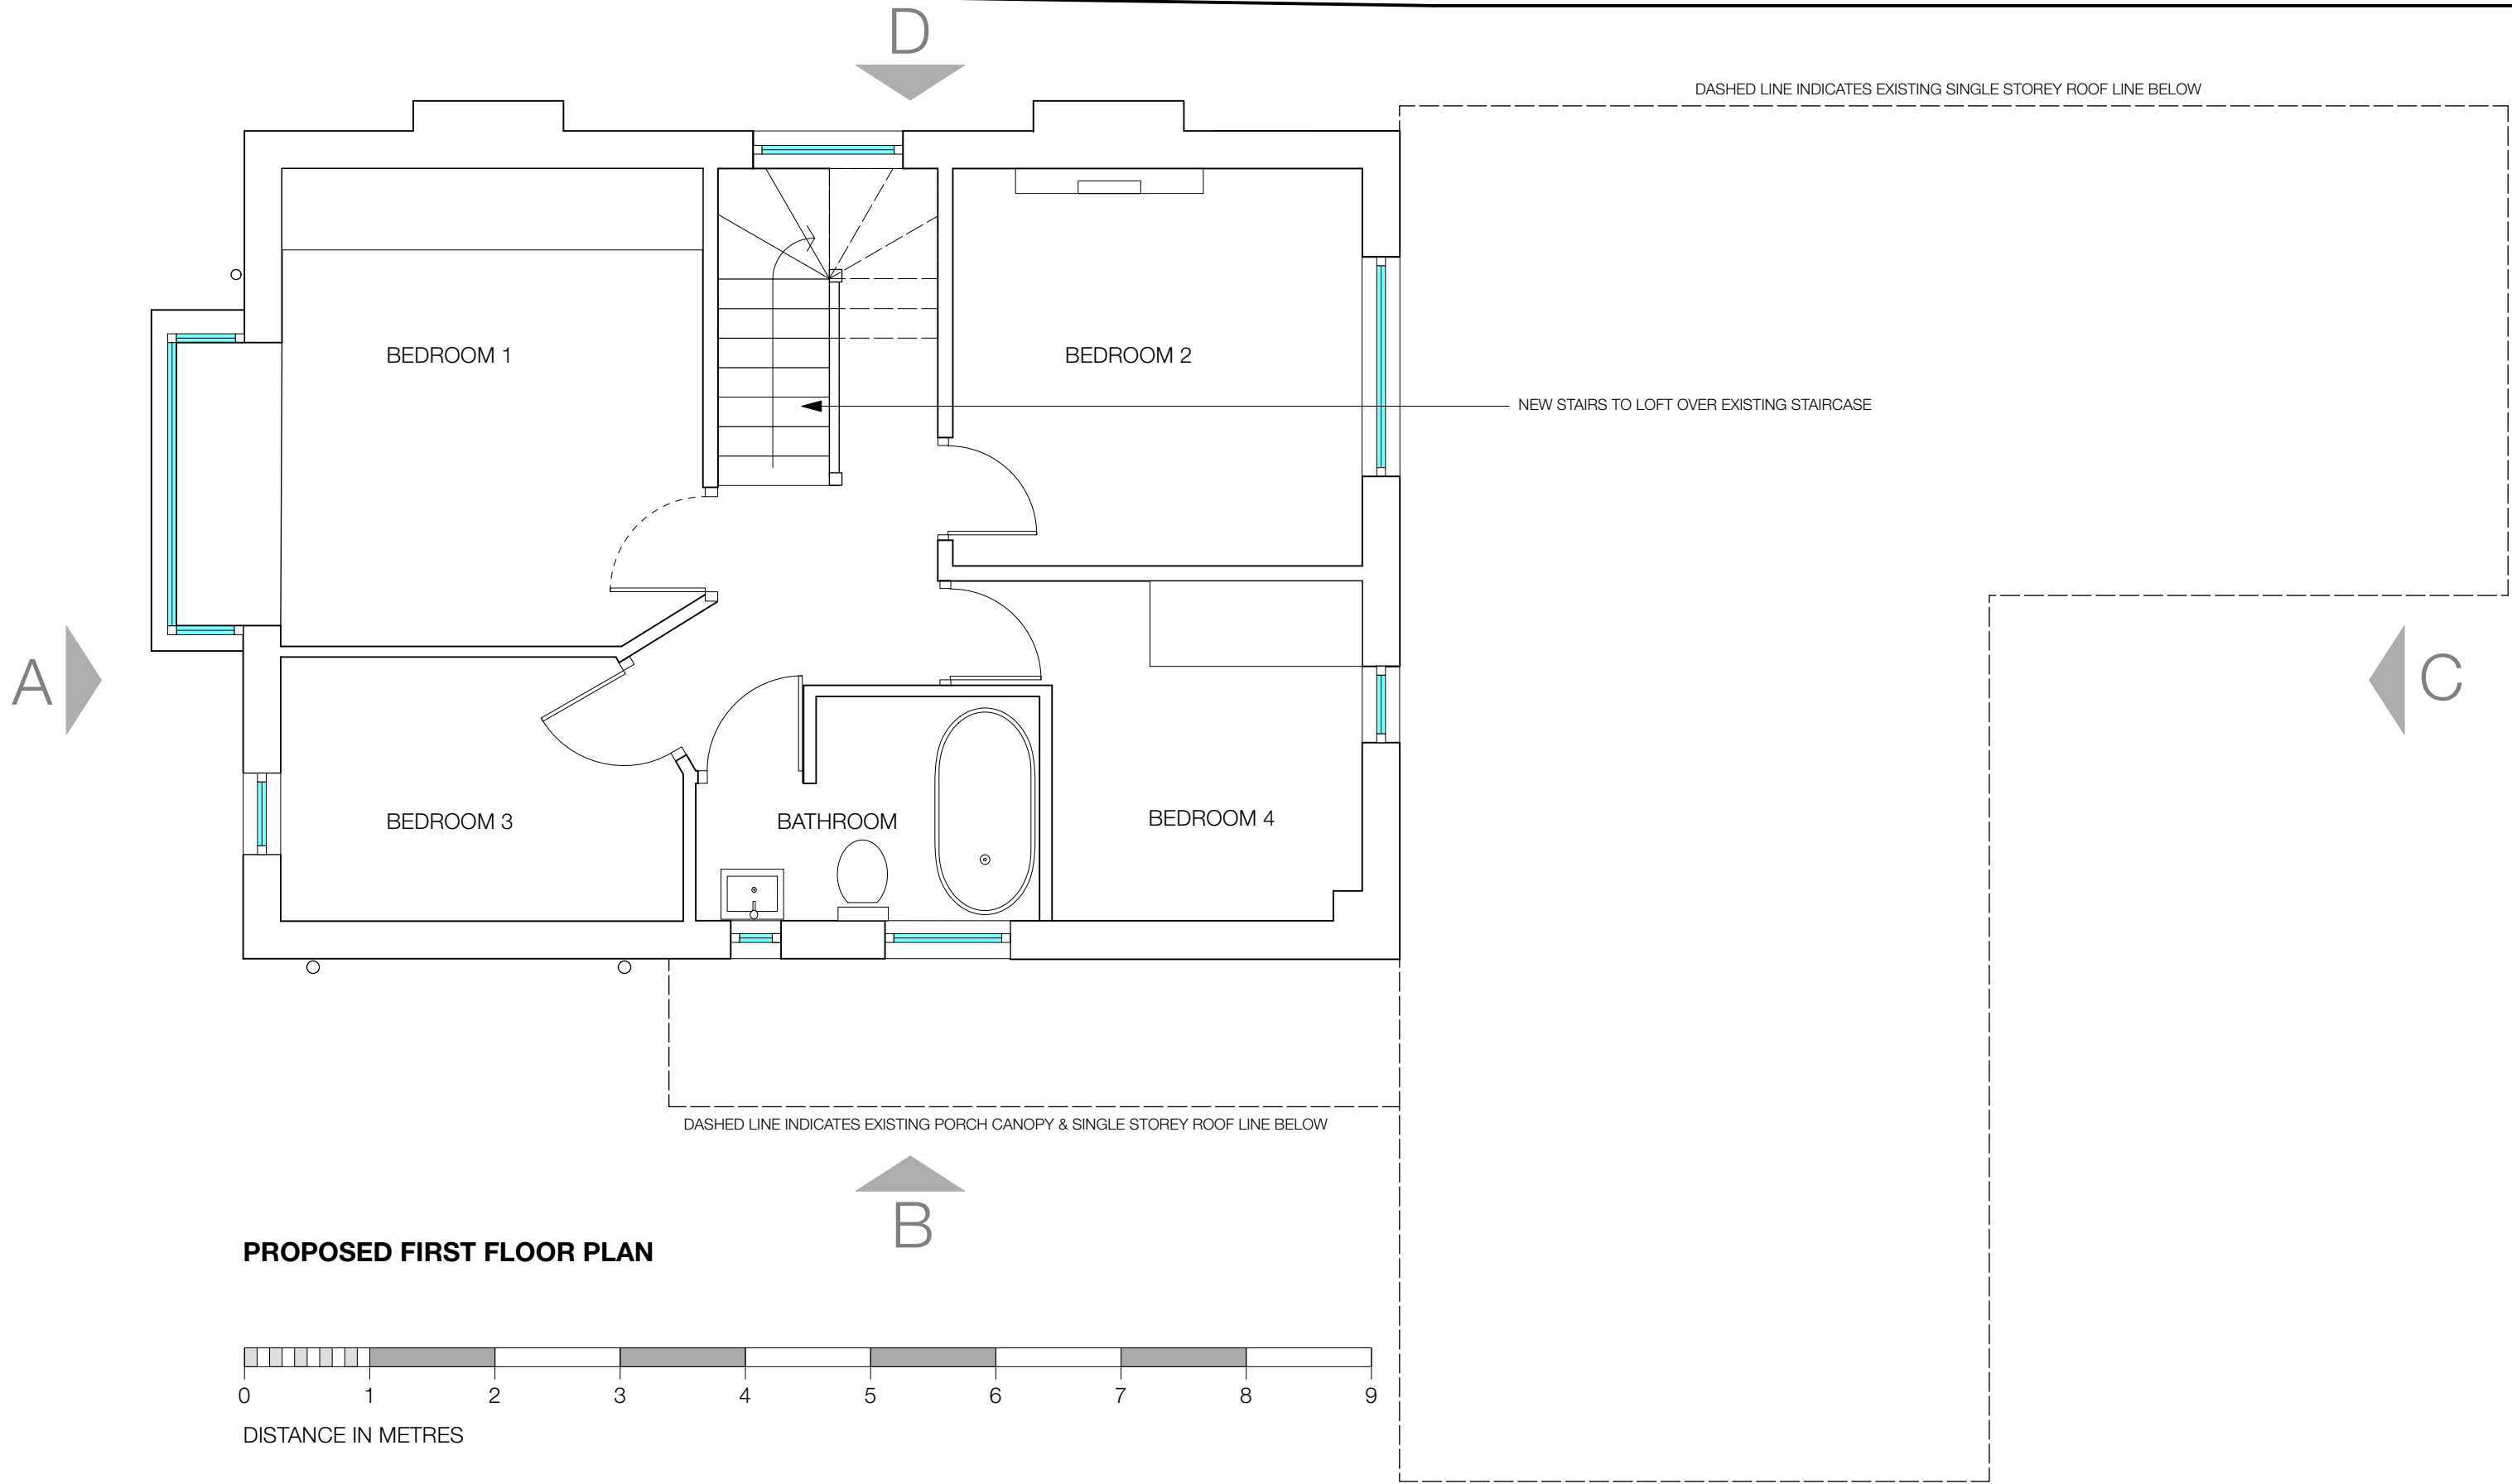 D
DASHED LINE INDICATES EXISTING SINGLE STOREY ROOF LINE BELOW
BEDROOM 1
BEDROOM 2
NEW STAIRS TO LOFT OVER EXISTING STAIRCASE
A
C
BEDROOM 3
BATHROOM
BEDROOM 4
DASHED LINE INDICATES EXISTING PORCH CANOPY & SINGLE STOREY ROOF LINE BELOW
B
PROPOSED FIRST FLOOR PLAN
0 1 2 3 4 5 6 7 8 9
DISTANCE IN METRES